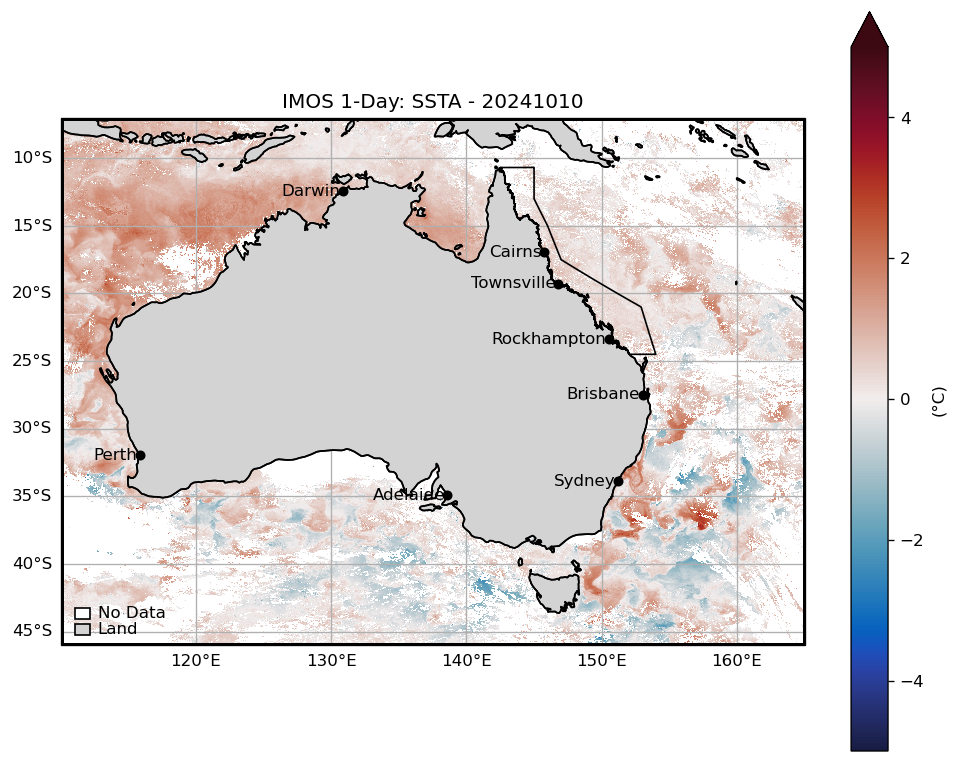 IMOS 1-Day: SSTA - 20241010
10°S
15°S
20°S
25°S
30°S
35°S
40°S
45°S
Darwin
Cairns
Townsville
Rockhampton
Brisbane
Perth
Sydney
Adelaide
No Data
Land
120°E
130°E
140°E
150°E
160°E
4
2
0
−2
−4
(°C)